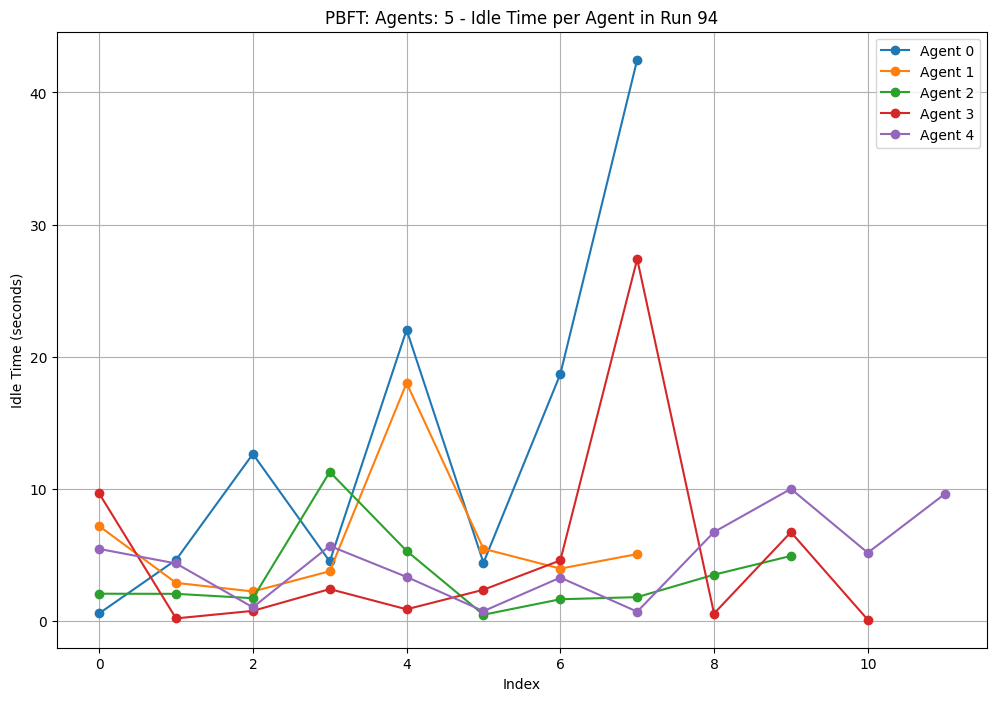 PBFT: Agents: 5 - Idle Time per Agent in Run 94
Agent 0
Agent 1
Agent 2
Agent 3
Agent 4
Idle Time (seconds)
40
30
20
10
0
0 2 4 6 8 10
Index